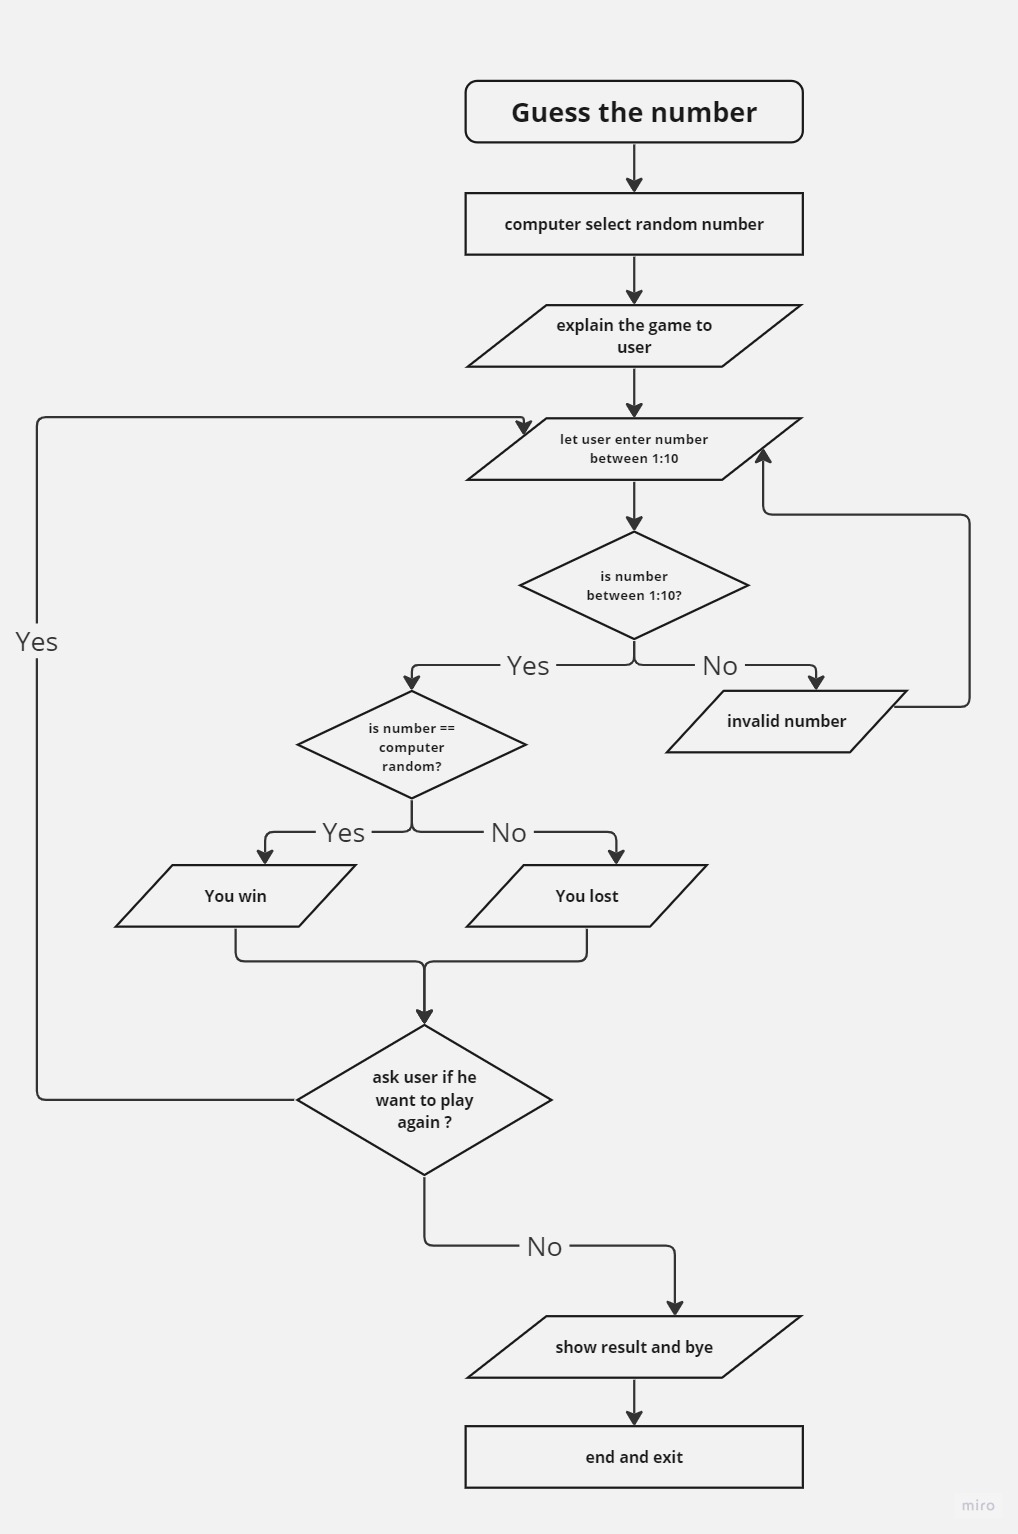 Guess the number
computer select random number
explain the game to
user
let user enter number
between 1:10
is number
between 1:10?
Yes
Yes
No
is number ==
computer
random?
invalid number
Yes
No
You win
You lost
ask user if he
want to play
again ?
No
show result and bye
end and exit
miro